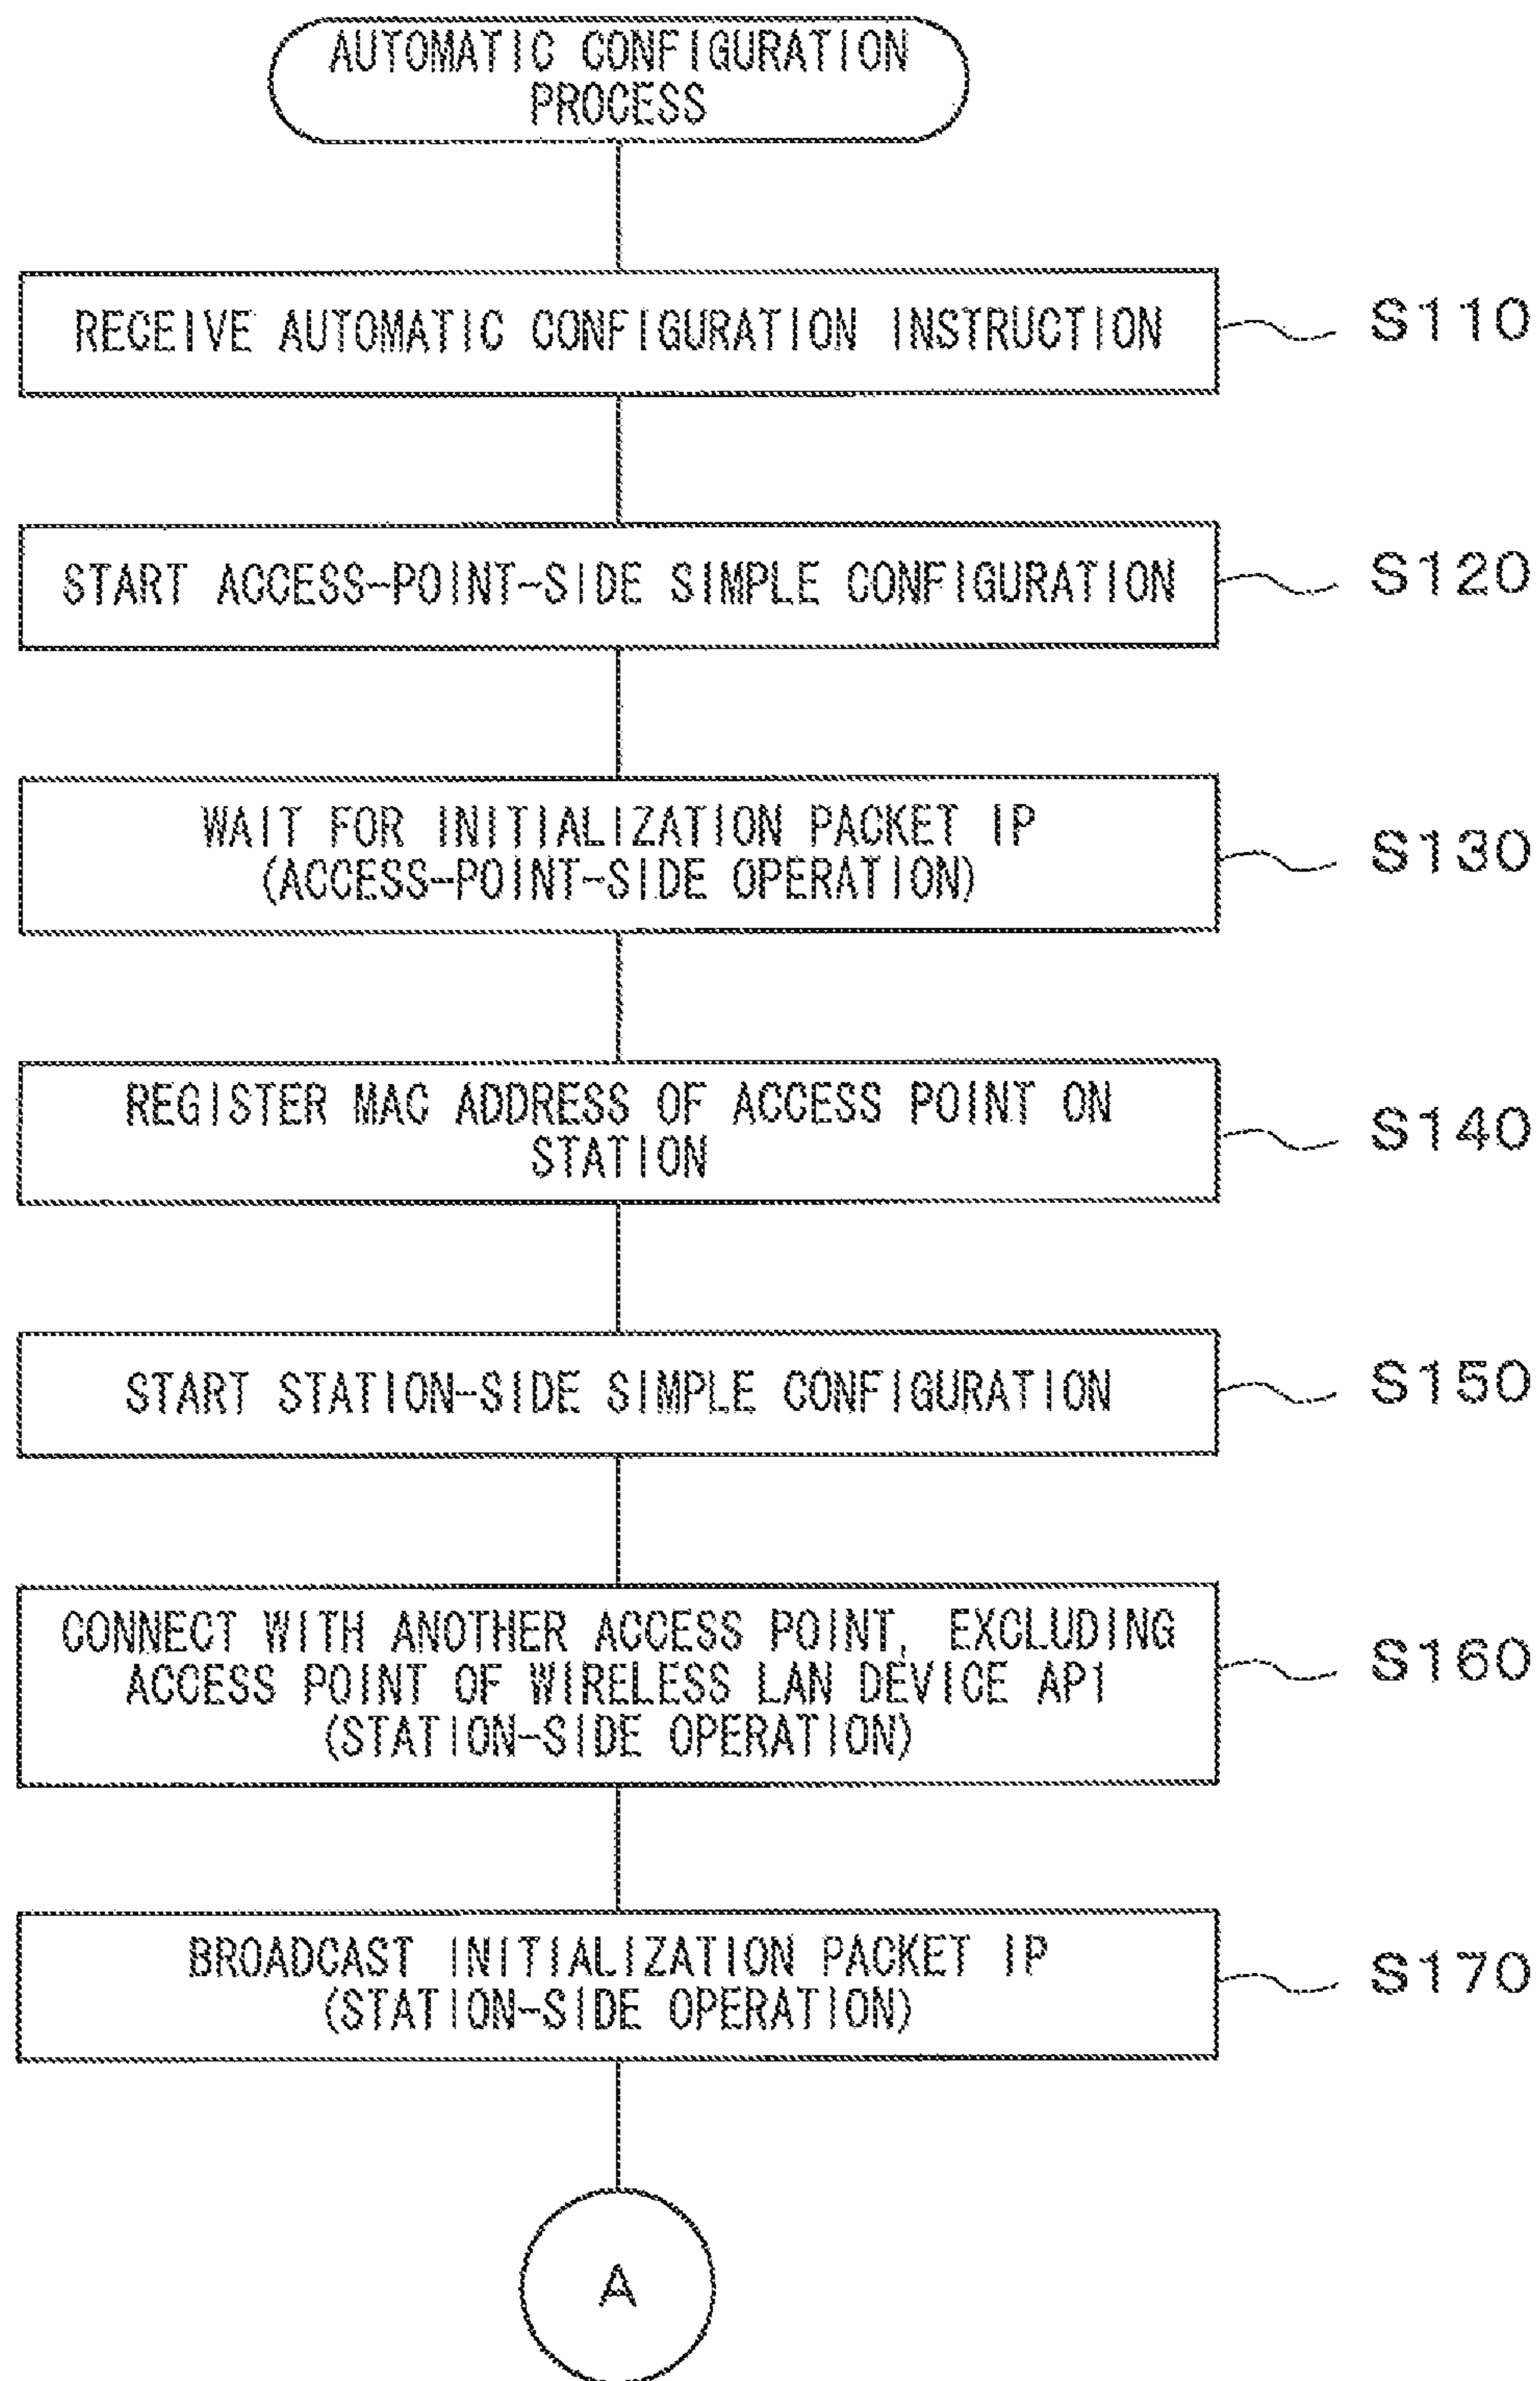 AUTOMATIC CONFIGURATION
PROCESS
RECEIVE AUTOMATIC CONFIGURATION INSTRUCTION
S110
START ACCESS-POINT-SIDE SIMPLE CONFIGURATION
S120
WAIT FOR INITIALIZATION PACKET IP
(ACCESS-POINT-SIDE OPERATION)
S130
REGISTER MAC ADDRESS OF ACCESS POINT ON
STATION
S140
START STATION-SIDE SIMPLE CONFIGURATION
S150
CONNECT WITH ANOTHER ACCESS POINT, EXCLUDING
ACCESS POINT OF WIRELESS LAN DEVICE AP1
(STATION-SIDE OPERATION)
S160
BROADCAST INITIALIZATION PACKET IP
(STATION-SIDE OPERATION)
S170
A